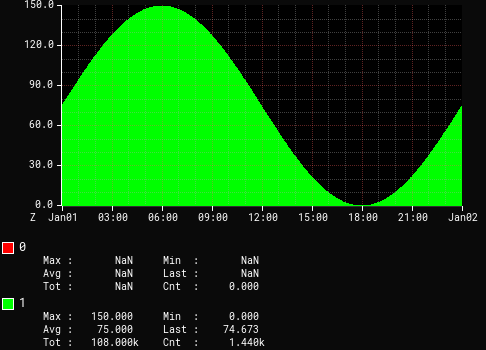 150.0
120.0
90.0
60.0
30.0
0.0
Z Jan01 03:00 06:00 09:00 12:00 15:00 18:00 21:00 Jan02
0
Max : NaN Min : NaN
Avg : NaN Last : NaN
Tot : NaN Cnt : 0.000
1
Max : 150.000 Min : 0.000
Avg : 75.000 Last : 74.673
Tot : 108.000k Cnt : 1.440k